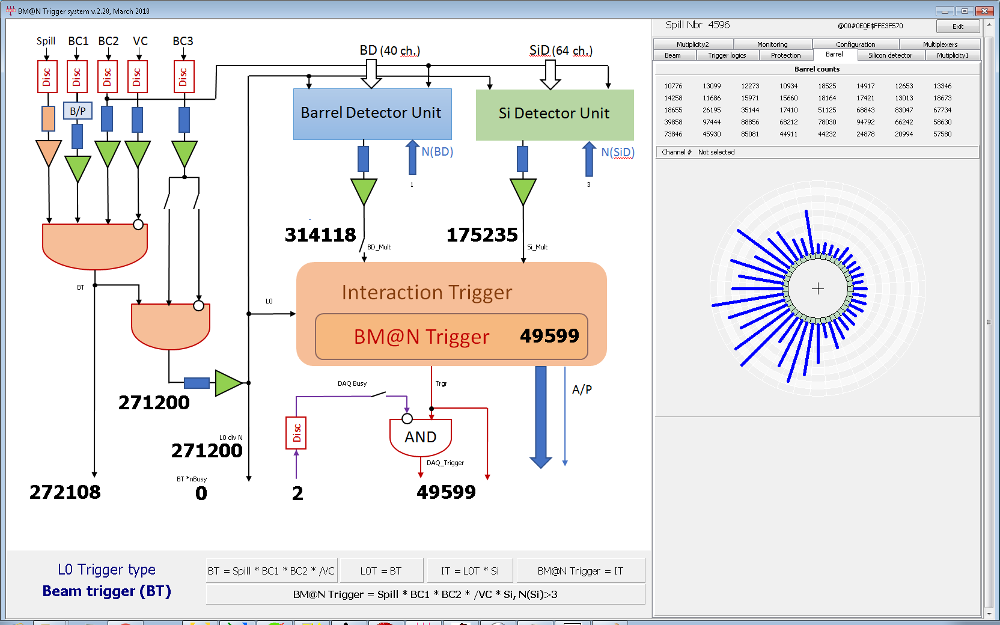 BM@N Trigger system v.2.28, March 2018
Spill Nbr 4596
@00#0E0E$FFE3F570
Exit
Mutiplicity2 Monitoring Configuration Multiplexers
Beam Trigger logics Protection Barrel Silicon detector Mutiplicity1
Barrel counts
10776 13099 12273 10934 18525 14917 12653 13346
14258 11686 15971 15660 18164 17421 13013 18673
18655 26195 35144 17410 51125 68843 83047 67734
39858 97444 88856 68212 78030 94792 66242 58630
73846 45930 85081 44911 44232 24878 20994 57580
Channel # Not selected
Spill BC1 BC2 VC BC3
BD (40 ch.)
SiD (64 ch.)
Disc Disc Disc Disc Disc
B/P
Barrel Detector Unit
Si Detector Unit
N(BD)
N(SiD)
1
3
314118
BD_Mult
175235
Si_Mult
BT
L0
Interaction Trigger
BM@N Trigger 49599
271200
DAQ Busy
Trgr
A/P
Disc
AND
L0 div N
271200
DAQ_Trigger
BT *nBusy
272108
0
2
49599
L0 Trigger type
Beam trigger (BT)
BT = Spill * BC1 * BC2 * /VC
L0T = BT
IT = L0T * Si
BM@N Trigger = IT
BM@N Trigger = Spill * BC1 * BC2 * /VC * Si, N(Si)>3